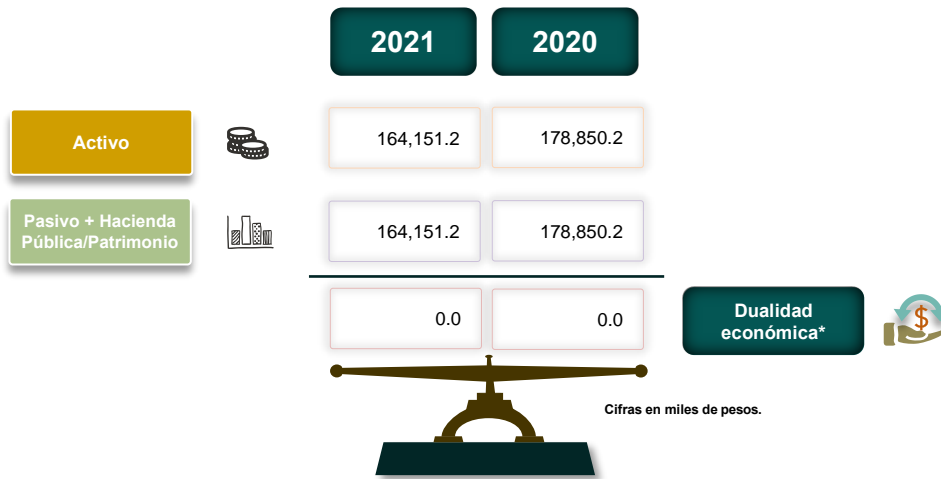 2021 2020
Activo 164,151.2 178,850.2
Pasivo + Hacienda
Pública/Patrimonio 164,151.2 178,850.2
0.0 0.0 Dualidad
económica*
$
Cifras en miles de pesos.